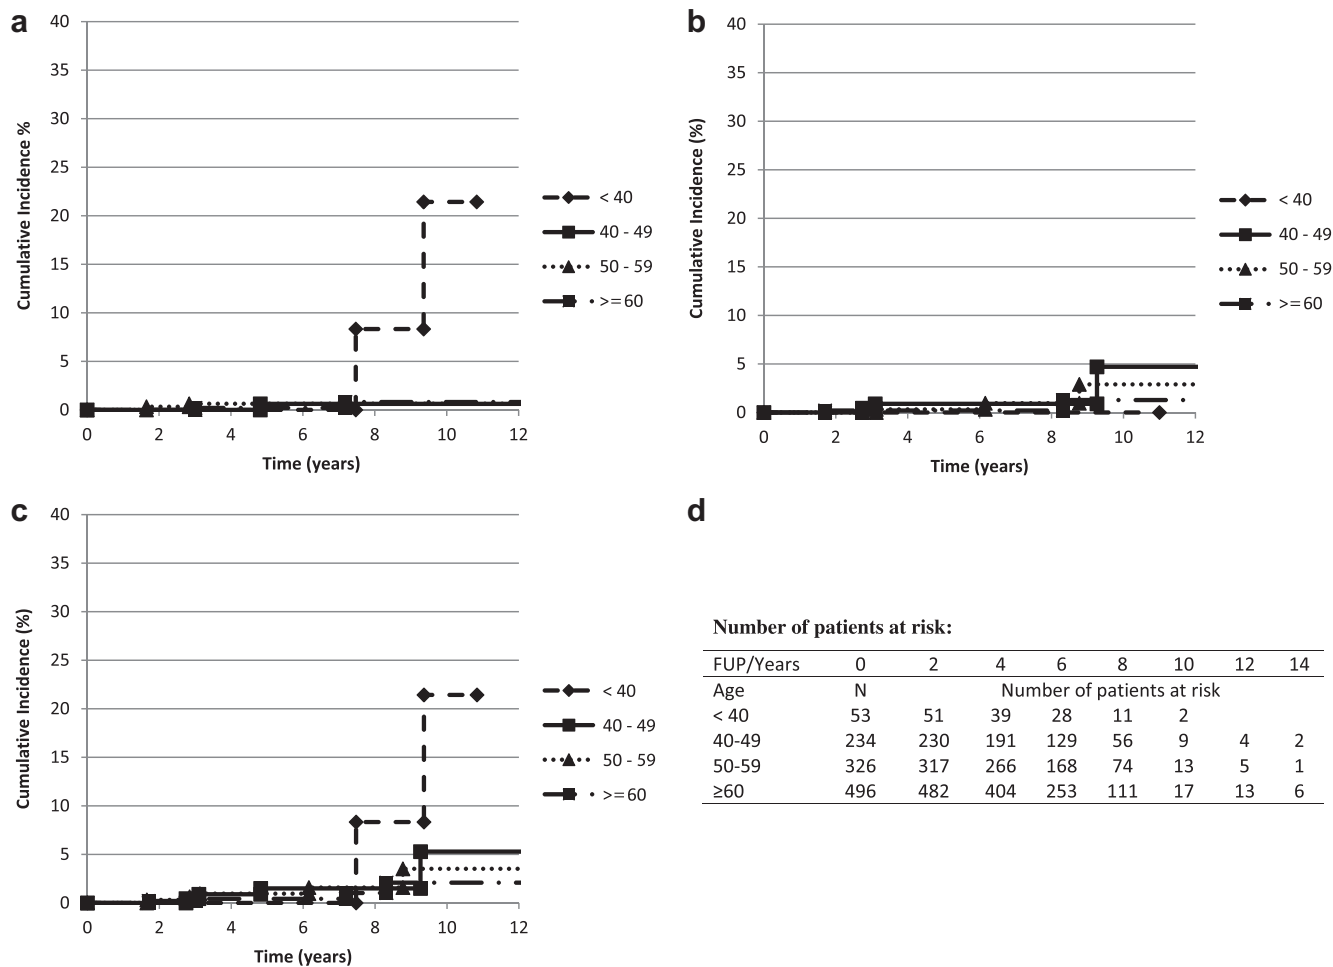 a
40
35
30
25
20
15
10
5
0
Cumulative Incidence %
0 2 4 6 8 10 12
Time (years)
< 40
40 - 49
50 - 59
>=60
b
40
35
30
25
20
15
10
5
0
Cumulative Incidence (%)
0 2 4 6 8 10 12
Time (years)
< 40
40 - 49
50 - 59
>=60
c
40
35
30
25
20
15
10
5
0
Cumulative Incidence (%)
0 2 4 6 8 10 12
Time (years)
< 40
40 - 49
50 - 59
>=60
d
Number of patients at risk:
FUP/Years 0 2 4 6 8 10 12 14
Age N Number of patients at risk
< 40 53 51 39 28 11 2
40-49 234 230 191 129 56 9 4 2
50-59 326 317 266 168 74 13 5 1
≥60 496 482 404 253 111 17 13 6